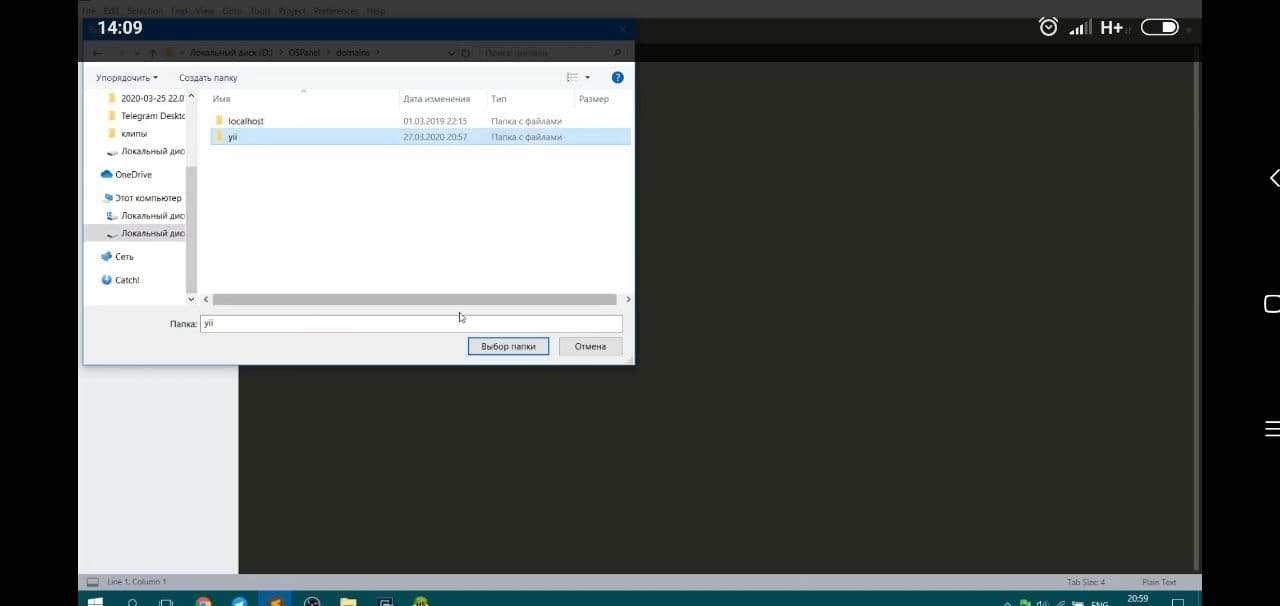 File Edit Selection Find View Goto Tools Project Preferences Help
14:09
H+
Локальный диск (D:) > OSPanel > domains >
Поиск: domains
Упорядочить
Создать папку
2020-03-25 22.0
Имя
Дата изменения
Тип
Размер
Telegram Deskto
localhost
01.03.2019 22:15
Папка с файлами
клипы
yii
27.03.2020 20:57
Папка с файлами
Локальный дис
OneDrive
Этот компьютер
Локальный дис
Локальный дис
Сеть
Catch!
Папка: yii
Выбор папки
Отмена
Line 1, Column 1
Tab Size: 4
Plain Text
ENG
20:59